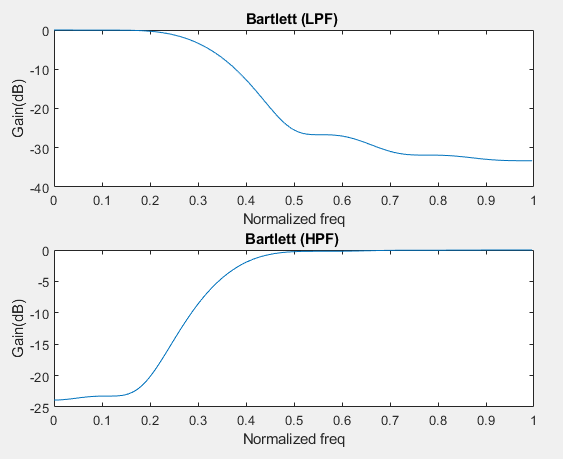 Bartlett (LPF)
0
-10
-20
-30
-40
Gain(dB)
0 0.1 0.2 0.3 0.4 0.5 0.6 0.7 0.8 0.9 1
Normalized freq
Bartlett (HPF)
0
-5
-10
-15
-20
-25
Gain(dB)
0 0.1 0.2 0.3 0.4 0.5 0.6 0.7 0.8 0.9 1
Normalized freq